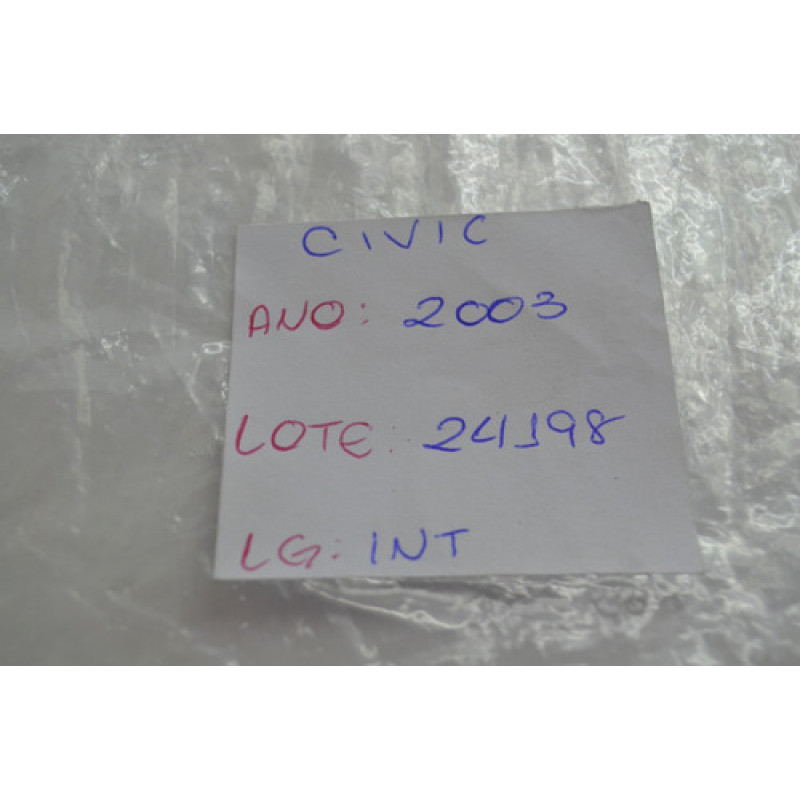 CIVIC
ANO: 2003
LOTE: 24198
LG: INT